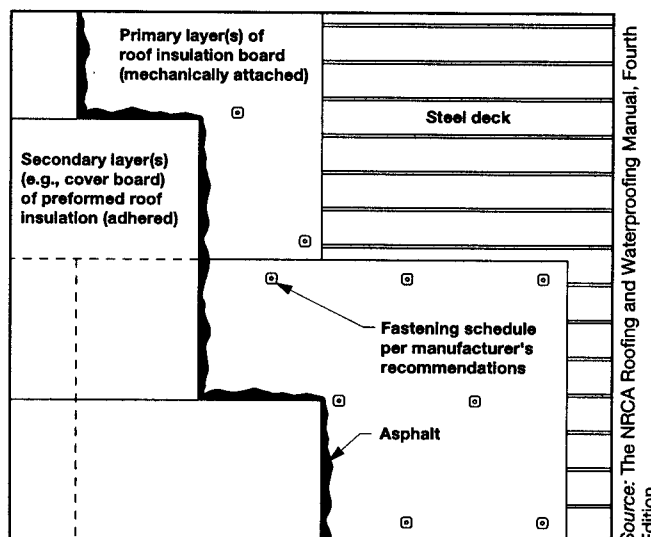 Primary layer(s) of
roof insulation board
(mechanically attached)
Steel deck
Secondary layer(s)
(e.g., cover board)
of preformed roof
insulation (adhered)
Fastening schedule
per manufacturer's
recommendations
Asphalt
Source: The NRCA Roofing and Waterproofing Manual, Fourth
Edition